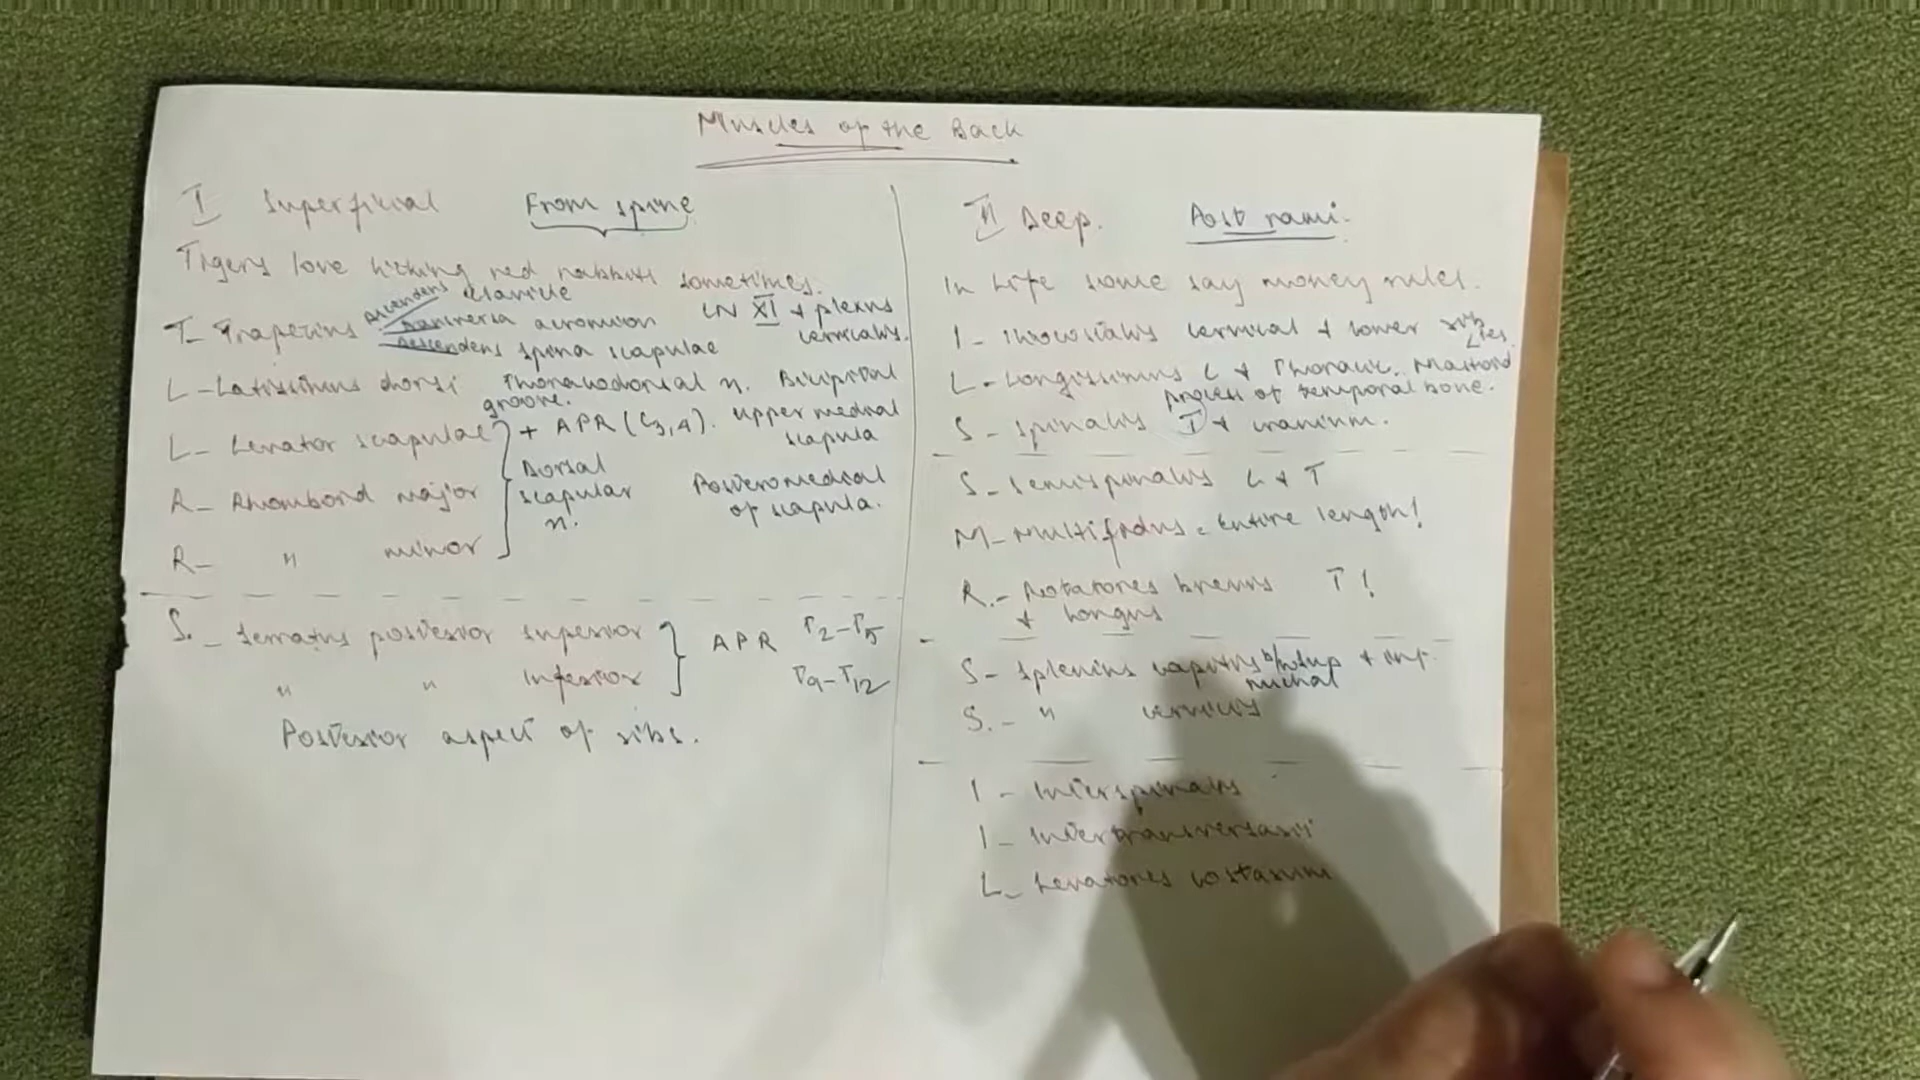 Muscles of the Back
I Superficial From spine
Tigers love kicking red rabbits sometimes.
T- Trapezius Ascendens clavicle CN XI + plexus
Transversa acromion cervicalis.
Descendens spina scapulae
L- Latissimus dorsi Thoracodorsal n. Bicipital
groove.
L- Levator scapulae + APR (C3,4). upper medial
scapula
R- Rhomboid major Dorsal scapular n. Posteromedial
of scapula.
R- " minor
S.- Serratus posterior superior APR T2-T5
" " Inferior T9-T12
Posterior aspect of ribs.
II Deep. Post rami.
In Life some say money rules.
I- Iliocostalis cervical + lower ribs
L- Longissimus C + Thoracic. Mastoid
process of temporal bone.
S- Spinalis T + cranium.
S- Semispinalis C + T
M- Multifidus = Entire length!
R.- Rotatores brevis T!
+ longus
S- Splenius capitis b/w sup + inf.
nuchal
S.- " cervicis
I- Interspinalis
I- Intertransversarii
L- Levatores costarum